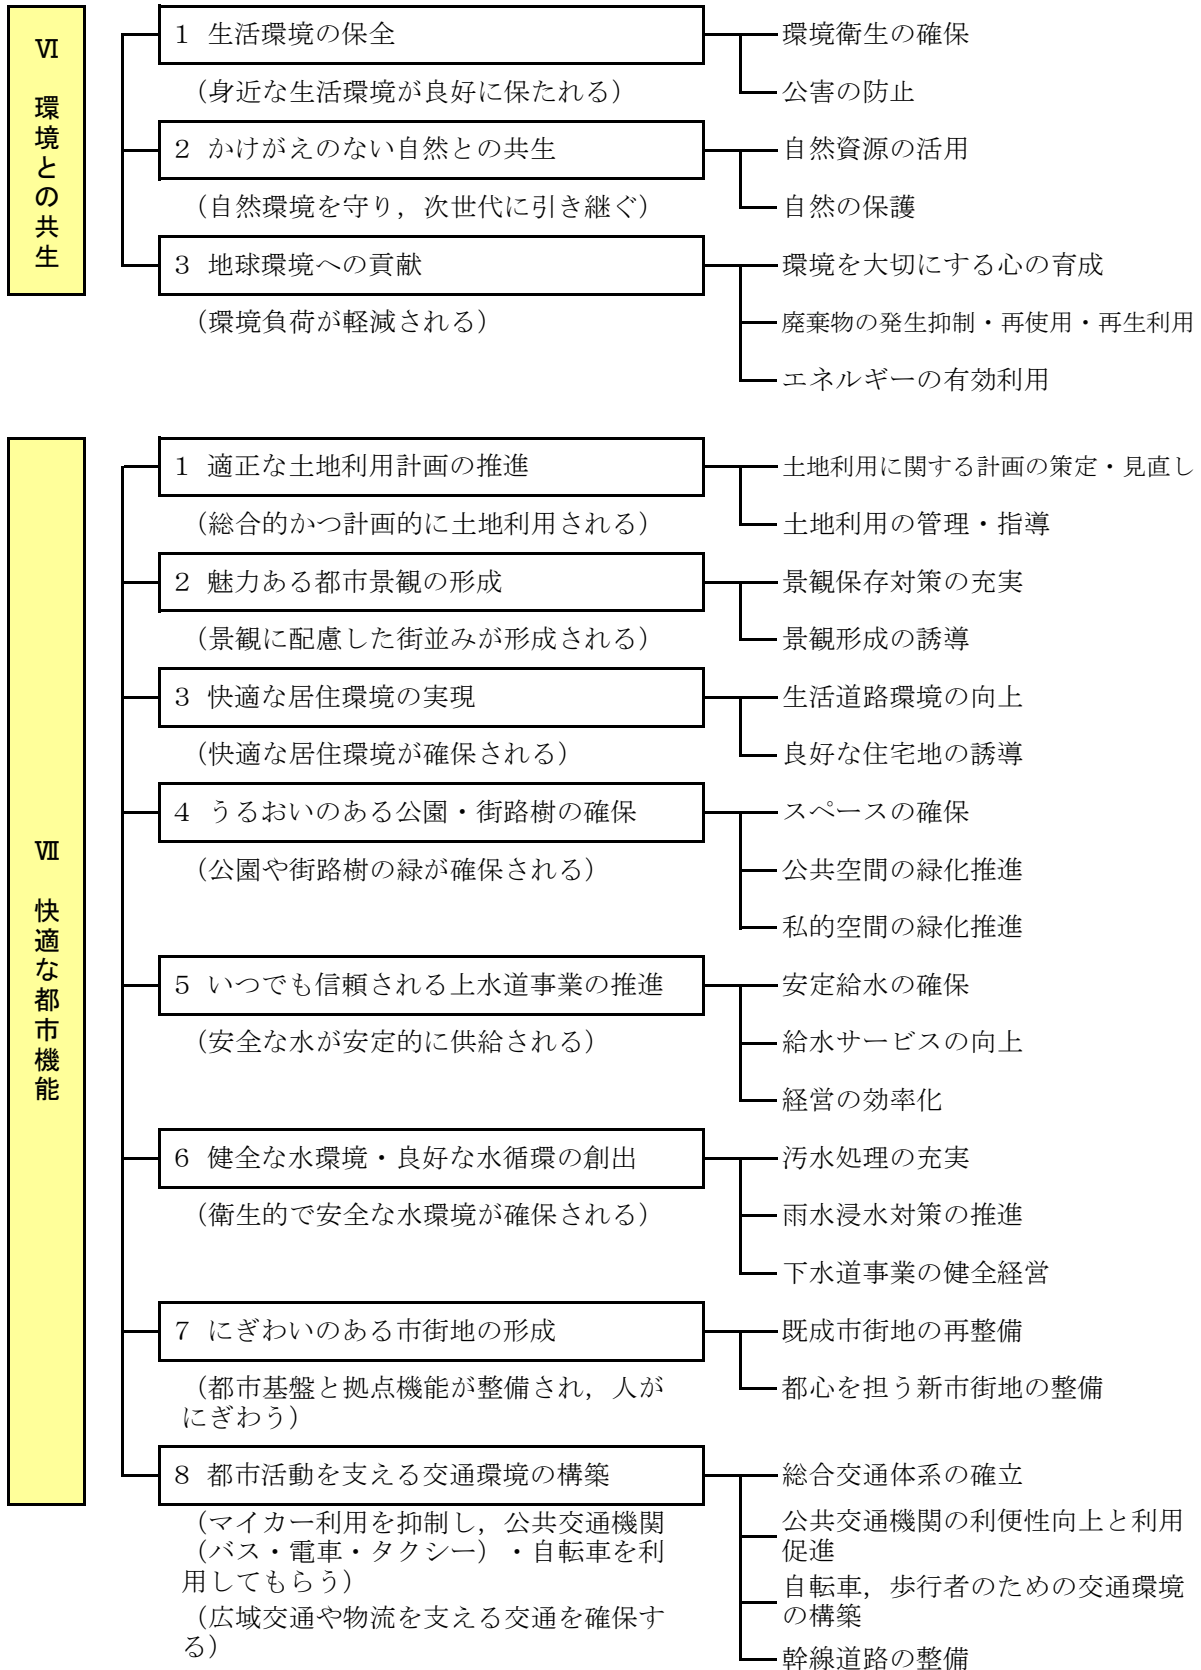 Ⅵ 環境との共生
1 生活環境の保全
（身近な生活環境が良好に保たれる）
環境衛生の確保
公害の防止
2 かけがえのない自然との共生
（自然環境を守り，次世代に引き継ぐ）
自然資源の活用
自然の保護
3 地球環境への貢献
（環境負荷が軽減される）
環境を大切にする心の育成
廃棄物の発生抑制・再使用・再生利用
エネルギーの有効利用
Ⅶ 快適な都市機能
1 適正な土地利用計画の推進
（総合的かつ計画的に土地利用される）
土地利用に関する計画の策定・見直し
土地利用の管理・指導
2 魅力ある都市景観の形成
（景観に配慮した街並みが形成される）
景観保存対策の充実
景観形成の誘導
3 快適な居住環境の実現
（快適な居住環境が確保される）
生活道路環境の向上
良好な住宅地の誘導
4 うるおいのある公園・街路樹の確保
（公園や街路樹の緑が確保される）
スペースの確保
公共空間の緑化推進
私的空間の緑化推進
5 いつでも信頼される上水道事業の推進
（安全な水が安定的に供給される）
安定給水の確保
給水サービスの向上
経営の効率化
6 健全な水環境・良好な水循環の創出
（衛生的で安全な水環境が確保される）
汚水処理の充実
雨水浸水対策の推進
下水道事業の健全経営
7 にぎわいのある市街地の形成
（都市基盤と拠点機能が整備され，人が
にぎわう）
既成市街地の再整備
都心を担う新市街地の整備
8 都市活動を支える交通環境の構築
（マイカー利用を抑制し，公共交通機関
（バス・電車・タクシー）・自転車を利
用してもらう）
（広域交通や物流を支える交通を確保す
る）
総合交通体系の確立
公共交通機関の利便性向上と利用
促進
自転車，歩行者のための交通環境
の構築
幹線道路の整備